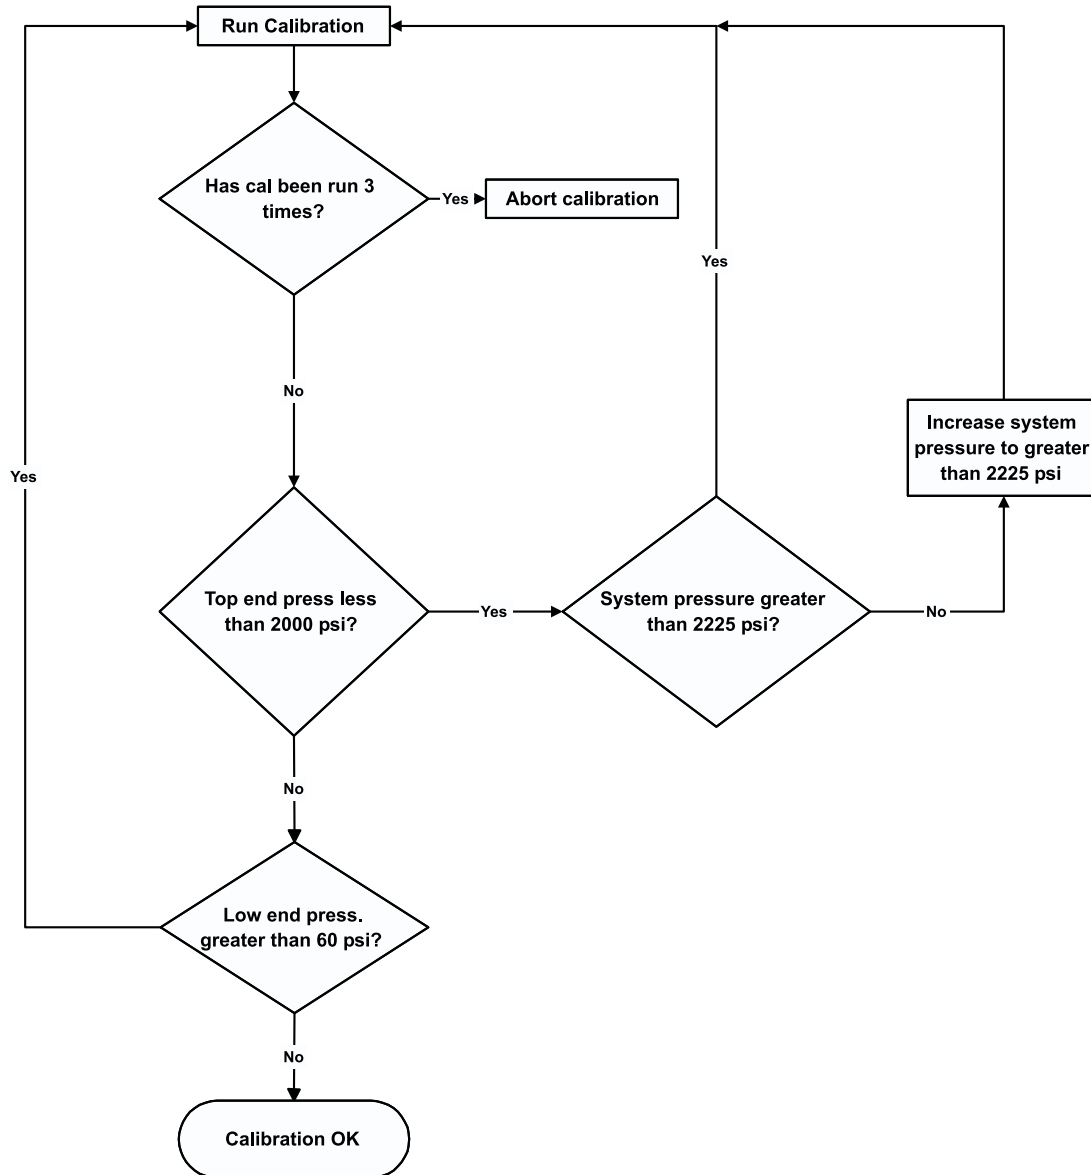 Run Calibration
Has cal been run 3
times?
Yes
Abort calibration
Yes
No
Increase system
pressure to greater
than 2225 psi
Yes
Top end press less
than 2000 psi?
Yes
System pressure greater
than 2225 psi?
No
No
Low end press.
greater than 60 psi?
No
Calibration OK